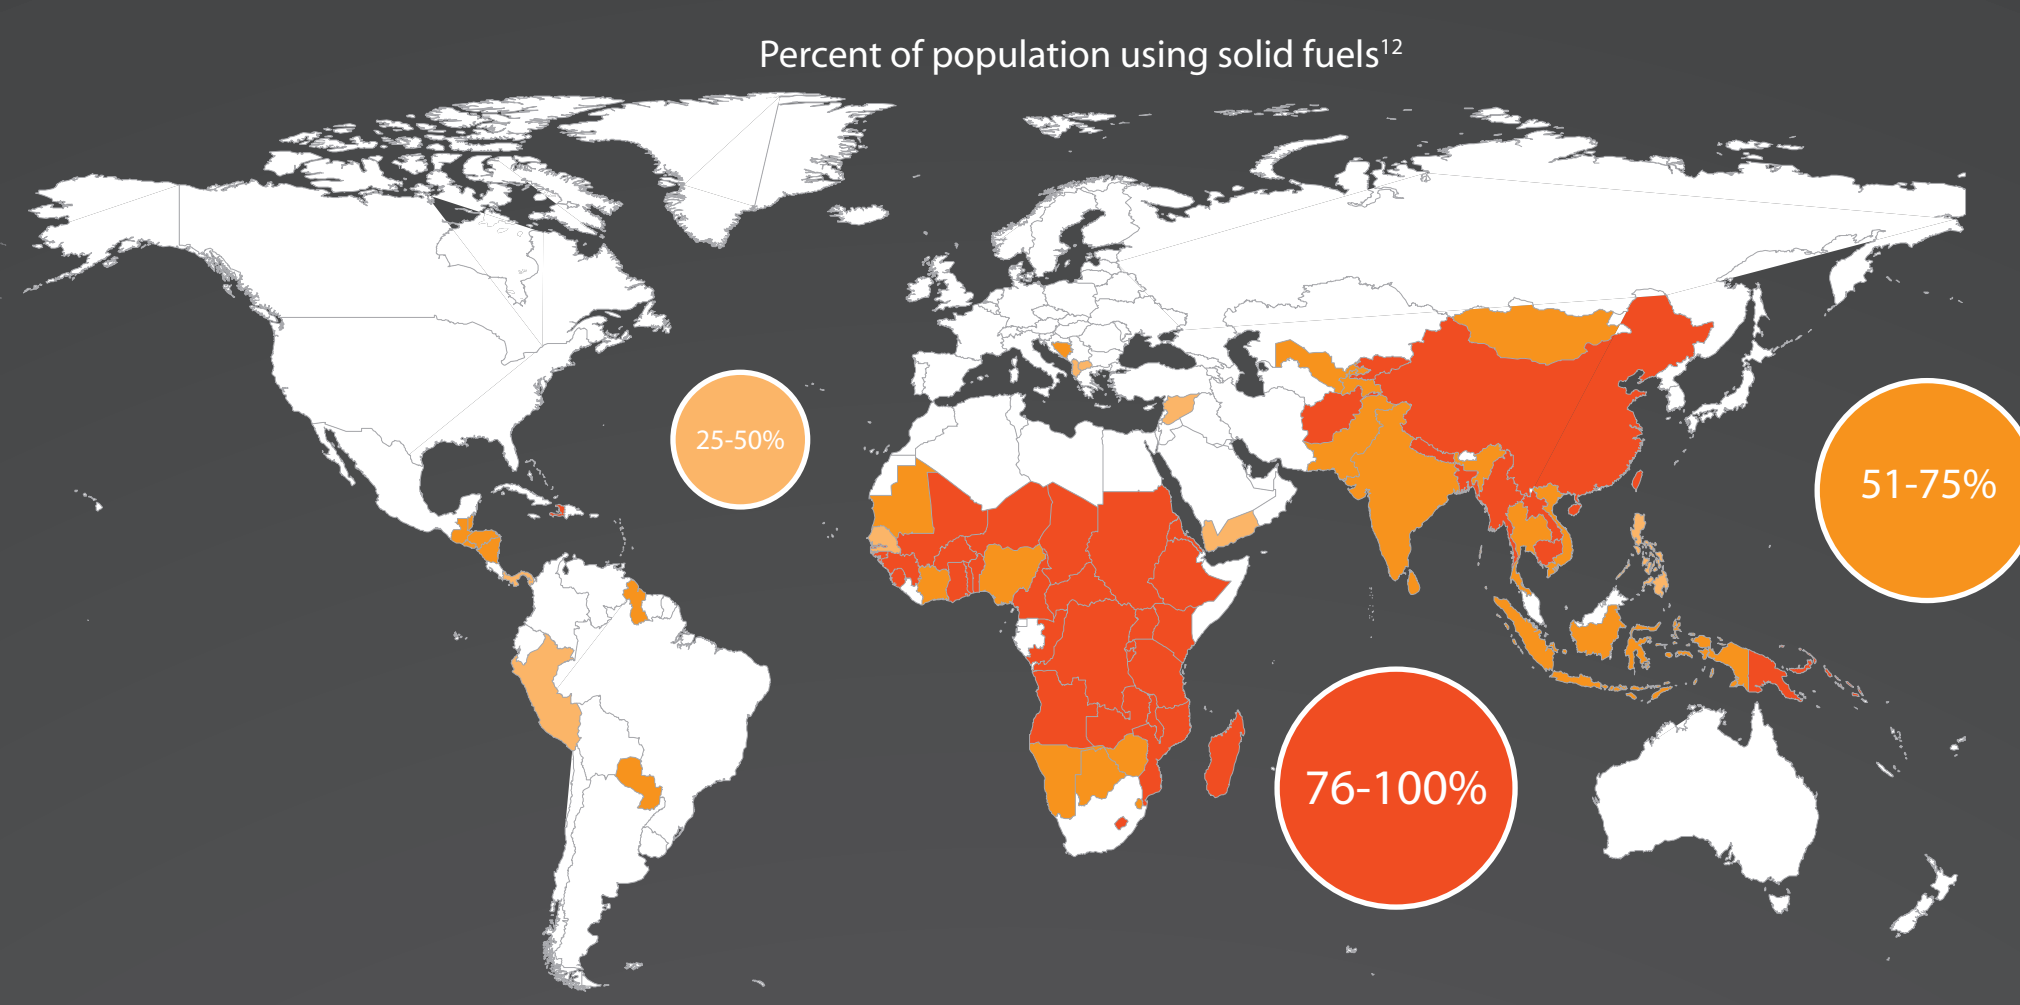 Percent of population using solid fuels¹²
25-50%
51-75%
76-100%